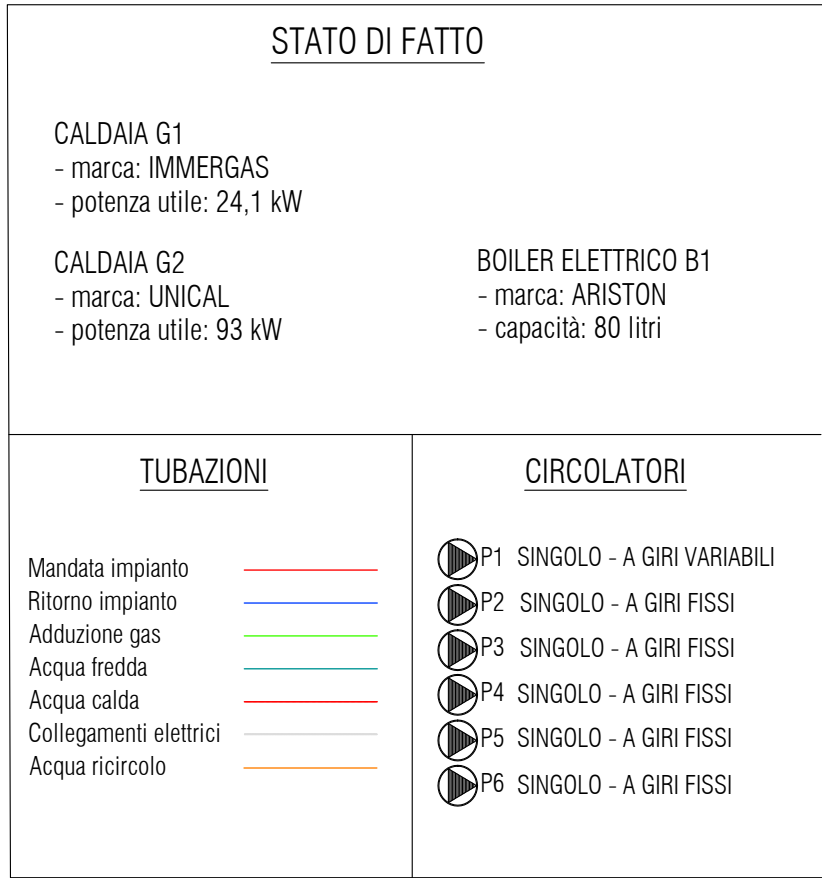 STATO DI FATTO
CALDAIA G1
- marca: IMMERGAS
- potenza utile: 24,1 kW
CALDAIA G2
- marca: UNICAL
- potenza utile: 93 kW
BOILER ELETTRICO B1
- marca: ARISTON
- capacità: 80 litri
TUBAZIONI
Mandata impianto
Ritorno impianto
Adduzione gas
Acqua fredda
Acqua calda
Collegamenti elettrici
Acqua ricircolo
CIRCOLATORI
P1 SINGOLO - A GIRI VARIABILI
P2 SINGOLO - A GIRI FISSI
P3 SINGOLO - A GIRI FISSI
P4 SINGOLO - A GIRI FISSI
P5 SINGOLO - A GIRI FISSI
P6 SINGOLO - A GIRI FISSI